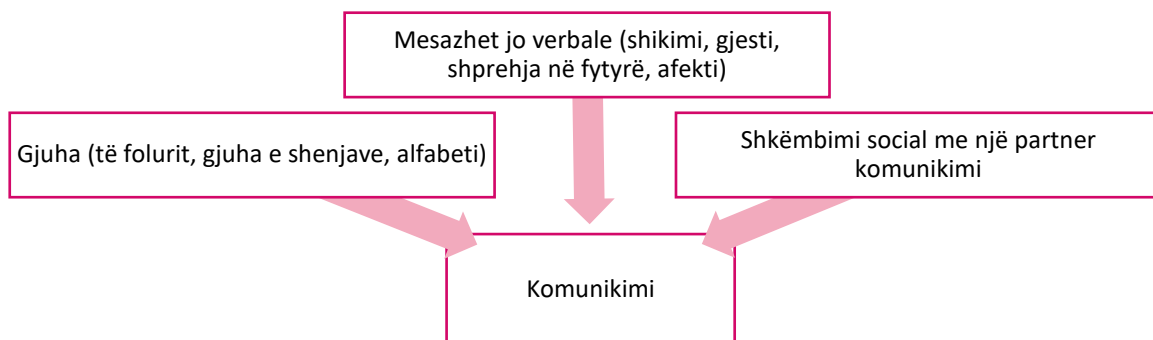 Mesazhet jo verbale (shikimi, gjesti,
shprehja në fytyrë, afekti)
Gjuha (të folurit, gjuha e shenjave, alfabeti)
Shkëmbimi social me një partner
komunikimi
Komunikimi